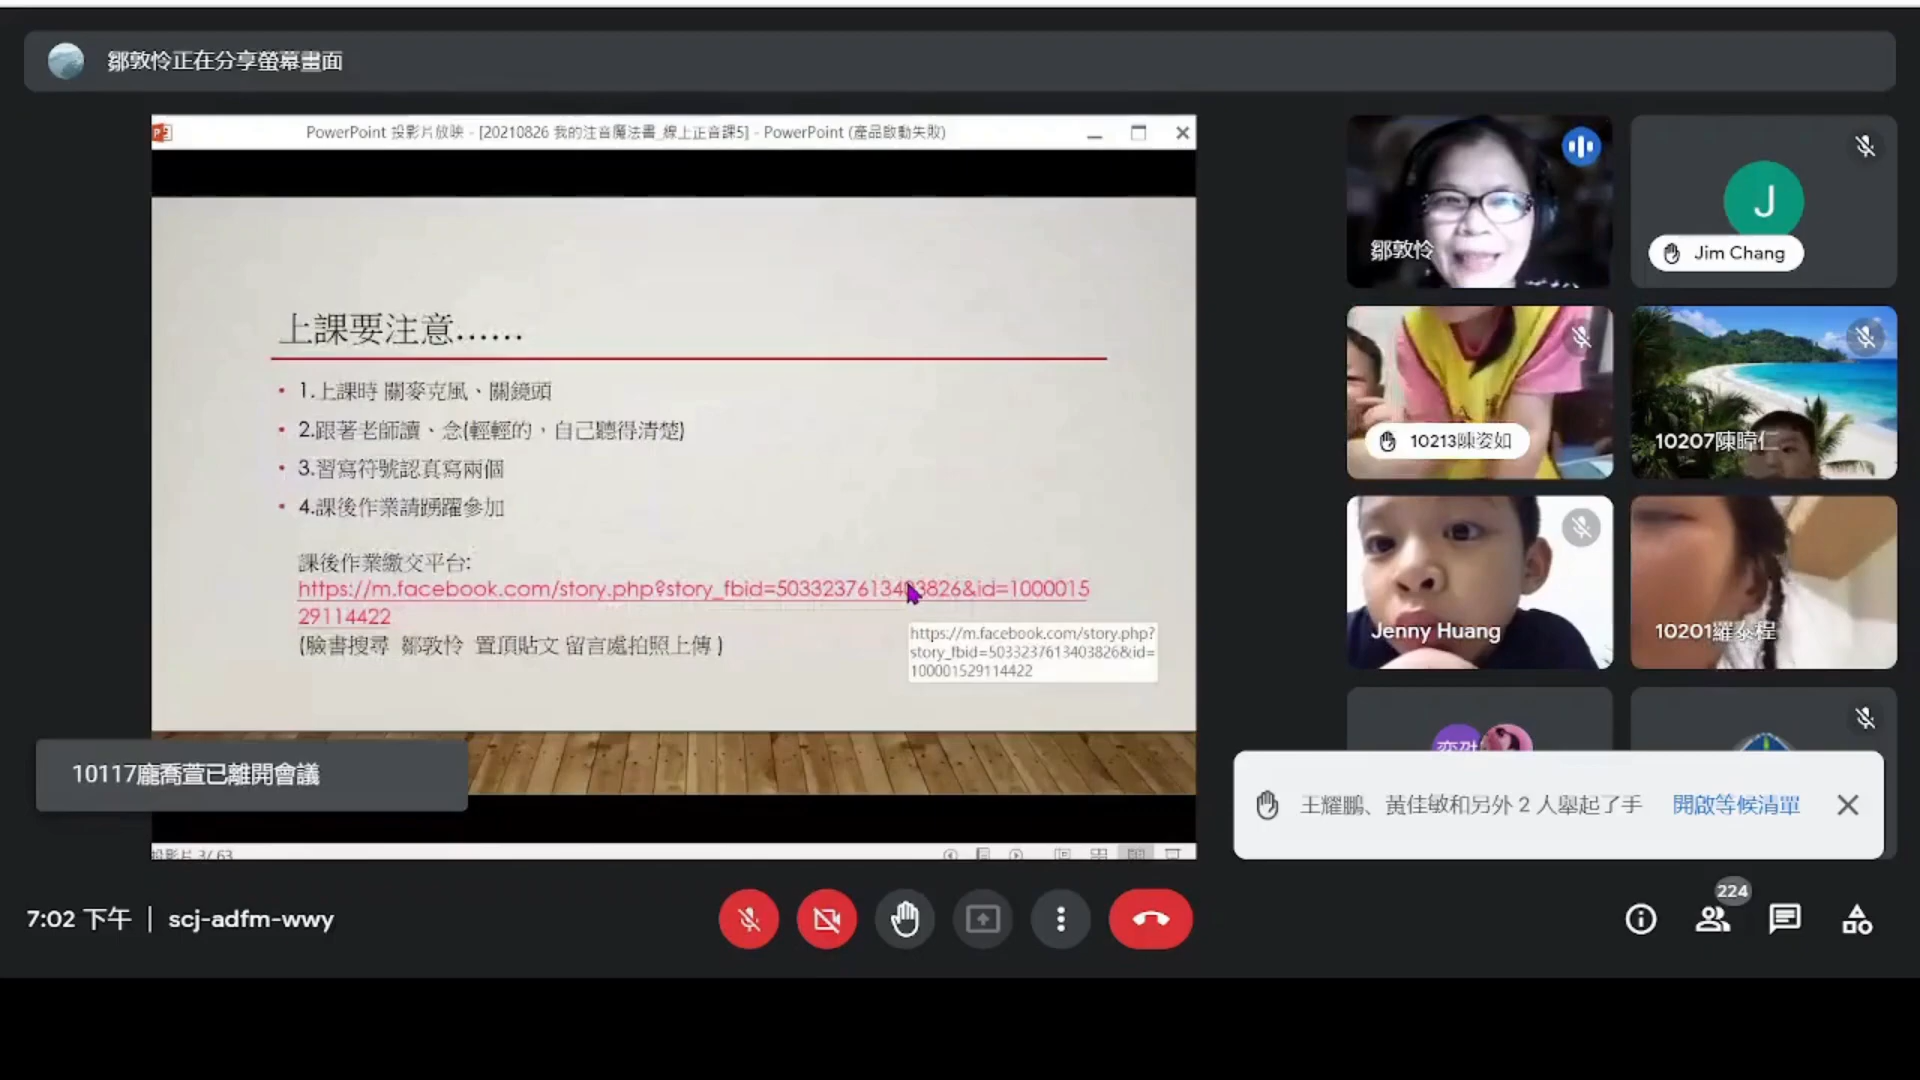 鄒敦怜正在分享螢幕畫面
PowerPoint 投影片放映 - [20210826 我的注音魔法書_線上正音課5] - PowerPoint (產品啟動失敗)
上課要注意......
• 1.上課時 關麥克風、關鏡頭
• 2.跟著老師讀、念(輕輕的，自己聽得清楚)
• 3.習寫符號認真寫兩個
• 4.課後作業請踴躍參加
課後作業繳交平台:
https://m.facebook.com/story.php?story_fbid=5033237613403826&id=1000015
29114422
(臉書搜尋 鄒敦怜 置頂貼文 留言處拍照上傳 )
https://m.facebook.com/story.php?
story_fbid=5033237613403826&id=
100001529114422
投影片 3/ 63
10117龐喬萱已離開會議
鄒敦怜
J
Jim Chang
10213陳姿如
10207陳暐仁
Jenny Huang
10201羅泰程
王耀鵬、黃佳敏和另外 2 人舉起了手
開啟等候清單
7:02 下午 | scj-adfm-wwy
224